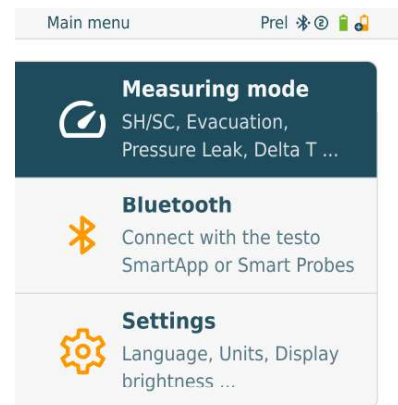 Main menu Prel ②
Measuring mode
SH/SC, Evacuation,
Pressure Leak, Delta T ...
Bluetooth
Connect with the testo
SmartApp or Smart Probes
Settings
Language, Units, Display
brightness ...